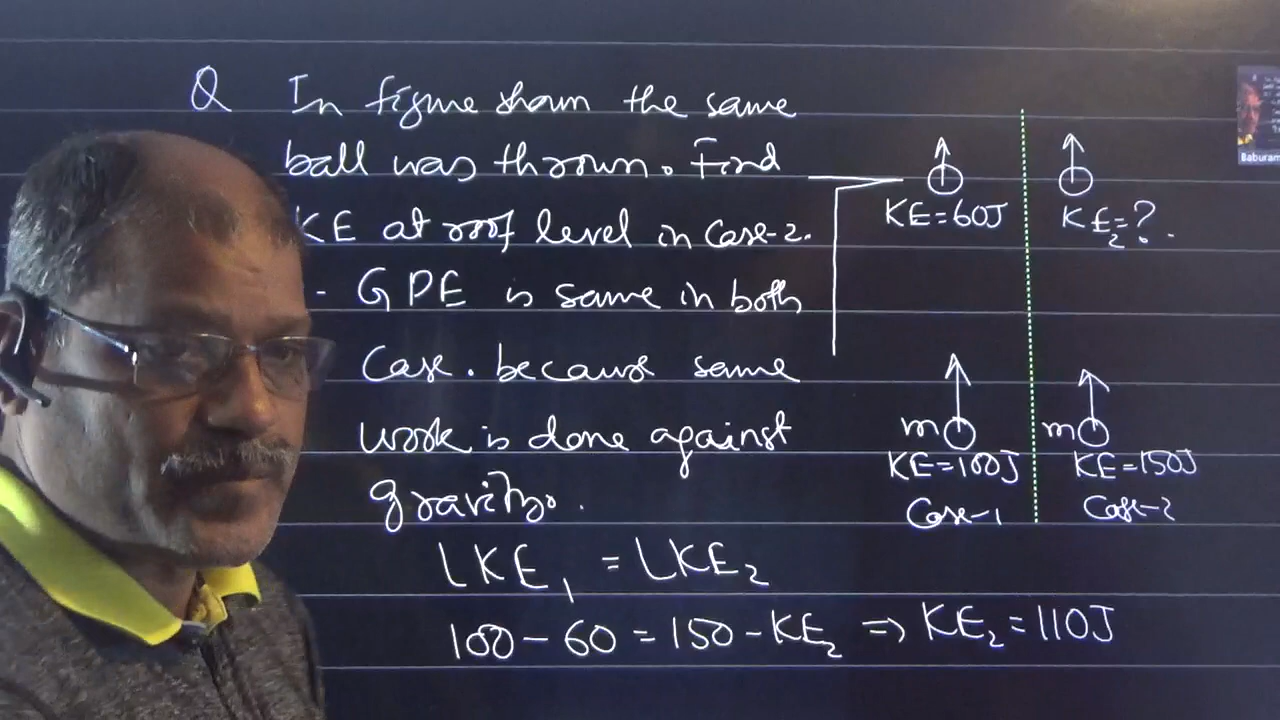 Q In figure shown the same
ball was thrown. Find
KE at roof level in Case-2.
- GPE is same in both
Case. because same
work is done against
gravity.
LKE₁ = LKE₂
100 - 60 = 150 - KE₂ ⇒ KE₂ = 110J
KE=60J
KE₂=?.
m
KE=100J
Case-1
m
KE=150J
Case-2
Baburam